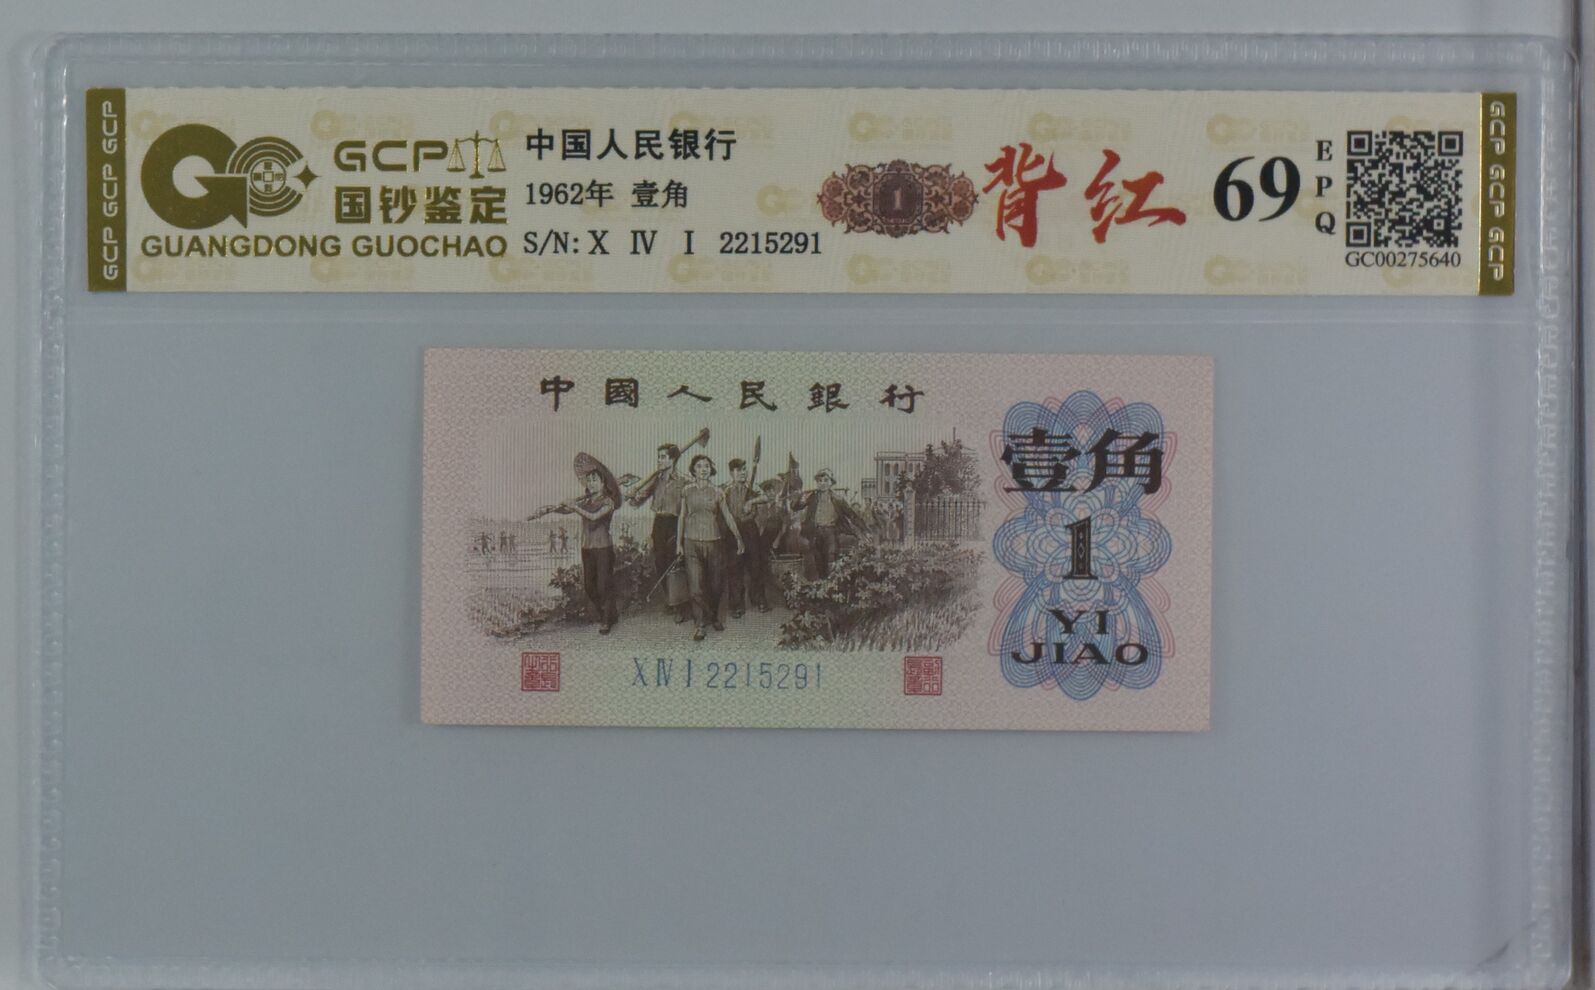 GCP GCP GCP
GCP
国钞鉴定
GUANGDONG GUOCHAO
中国人民银行
1962年 壹角
S/N: X Ⅳ Ⅰ 2215291
1
背红
69
EPQ
GC00275640
GCP GCP GCP
中國人民銀行
壹角
1
YI
JIAO
X Ⅳ Ⅰ 2215291